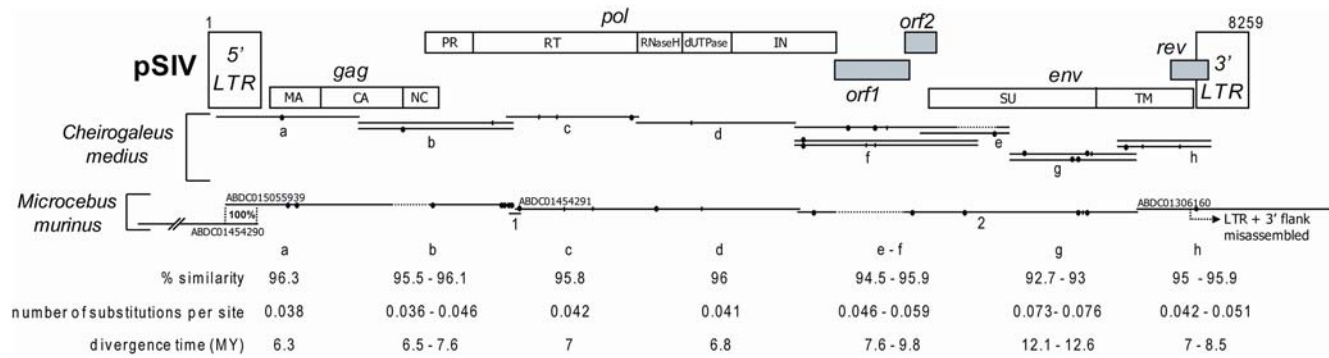 1
8259
pSIV
5' LTR
gag
MA CA NC
pol
PR RT RNaseH dUTPase IN
orf1
orf2
env
SU TM
rev
3' LTR
Cheirogaleus medius
a b c d f e g h
Microcebus murinus
ABDC015055939
100%
ABDC01454290
1
ABDC01454291
2
ABDC01306160
LTR + 3' flank misassembled
a b c d e - f g h
% similarity 96.3 95.5 - 96.1 95.8 96 94.5 - 95.9 92.7 - 93 95 - 95.9
number of substitutions per site 0.038 0.036 - 0.046 0.042 0.041 0.046 - 0.059 0.073 - 0.076 0.042 - 0.051
divergence time (MY) 6.3 6.5 - 7.6 7 6.8 7.6 - 9.8 12.1 - 12.6 7 - 8.5